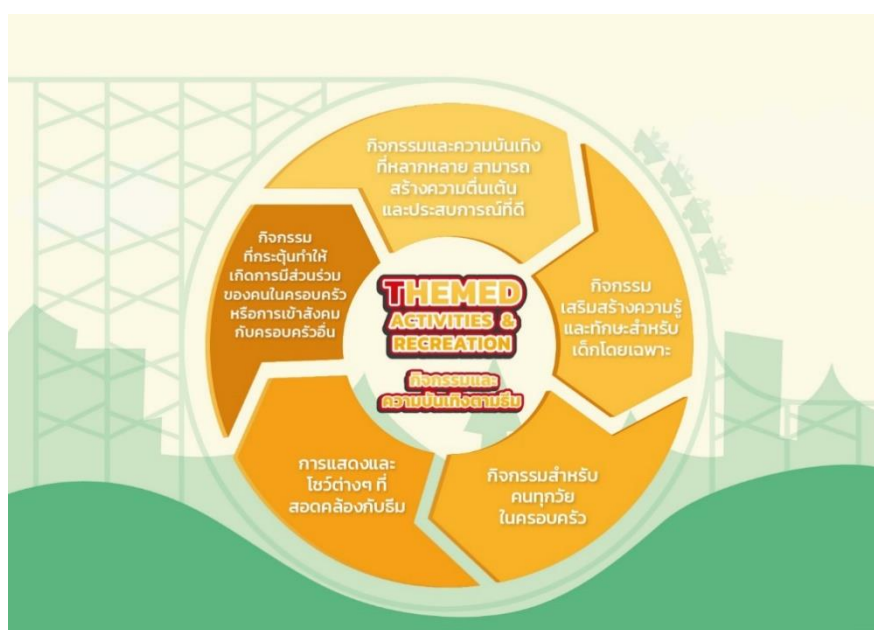 กิจกรรมและความบันเทิง
ที่หลากหลาย สามารถ
สร้างความตื่นเต้น
และประสบการณ์ที่ดี
กิจกรรม
เสริมสร้างความรู้
และทักษะสำหรับ
เด็กโดยเฉพาะ
กิจกรรมสำหรับ
คนทุกวัย
ในครอบครัว
การแสดงและ
โชว์ต่างๆ ที่
สอดคล้องกับธีม
กิจกรรม
ที่กระตุ้นทำให้
เกิดการมีส่วนร่วม
ของคนในครอบครัว
หรือการเข้าสังคม
กับครอบครัวอื่น
THEMED
ACTIVITIES &
RECREATION
กิจกรรมและ
ความบันเทิงตามธีม